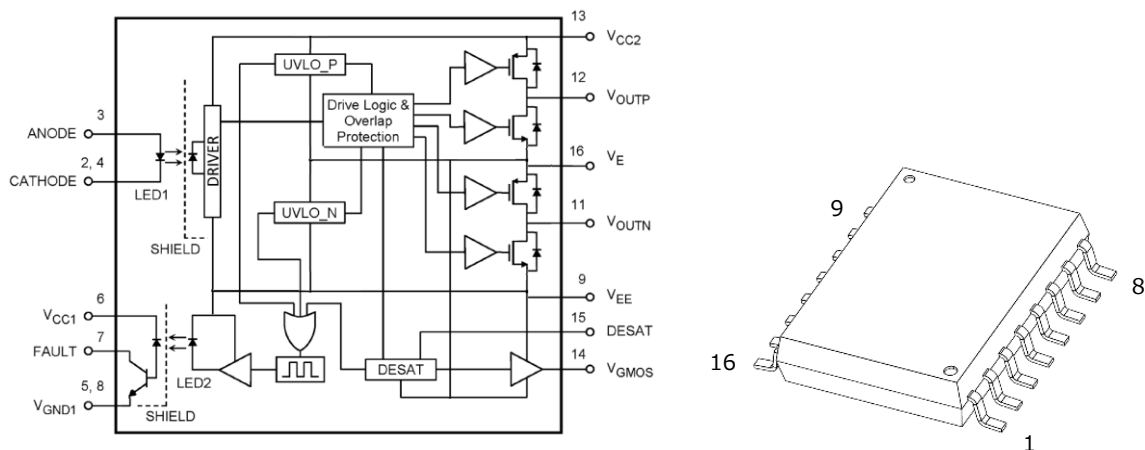 13
VCC2
UVLO_P
12
VOUTP
3
ANODE
Drive Logic &
Overlap
Protection
DRIVER
2, 4
CATHODE
LED1
16
VE
SHIELD
UVLO_N
11
VOUTN
9
VEE
6
VCC1
15
DESAT
7
FAULT
LED2
14
DESAT
VGMOS
5, 8
VGND1
SHIELD
9
8
16
1